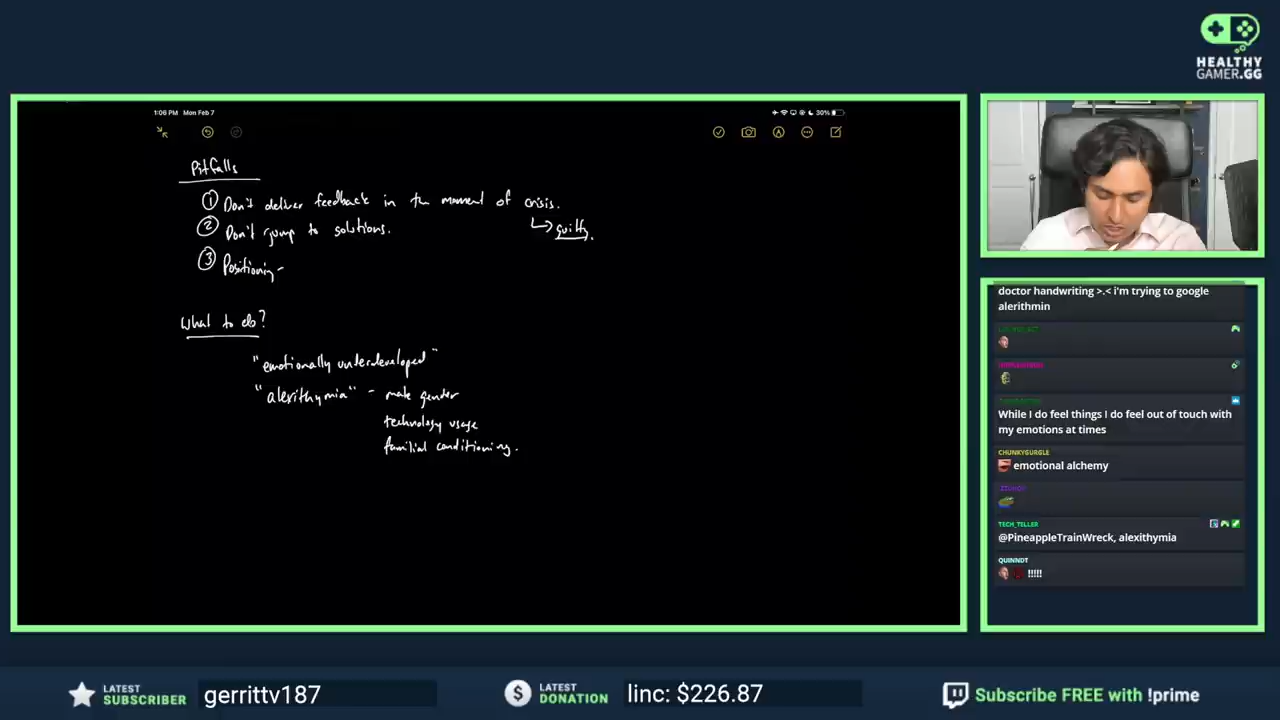 HEALTHY
GAMER.GG
1:06 PM Mon Feb 7
30%
Pitfalls
① Don't deliver feedback in the moment of crisis.
↳ guilty.
② Don't jump to solutions.
③ Positioning -
What to do?
"emotionally underdeveloped"
"alexithymia" - male gender
technology usage
familial conditioning.
doctor handwriting >.< i'm trying to google
alerithmin
While I do feel things I do feel out of touch with
my emotions at times
CHUNKYGURGLE
emotional alchemy
TECH_TELLER
@PineappleTrainWreck, alexithymia
QUINNDT
!!!!!
LATEST
SUBSCRIBER
gerrittv187
LATEST
DONATION
linc: $226.87
Subscribe FREE with !prime